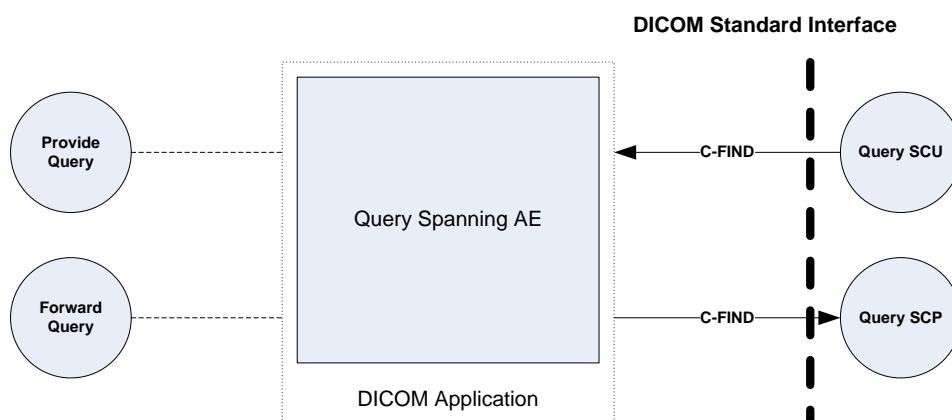 DICOM Standard Interface
Provide
Query
C-FIND
Query SCU
Query Spanning AE
Forward
Query
C-FIND
Query SCP
DICOM Application